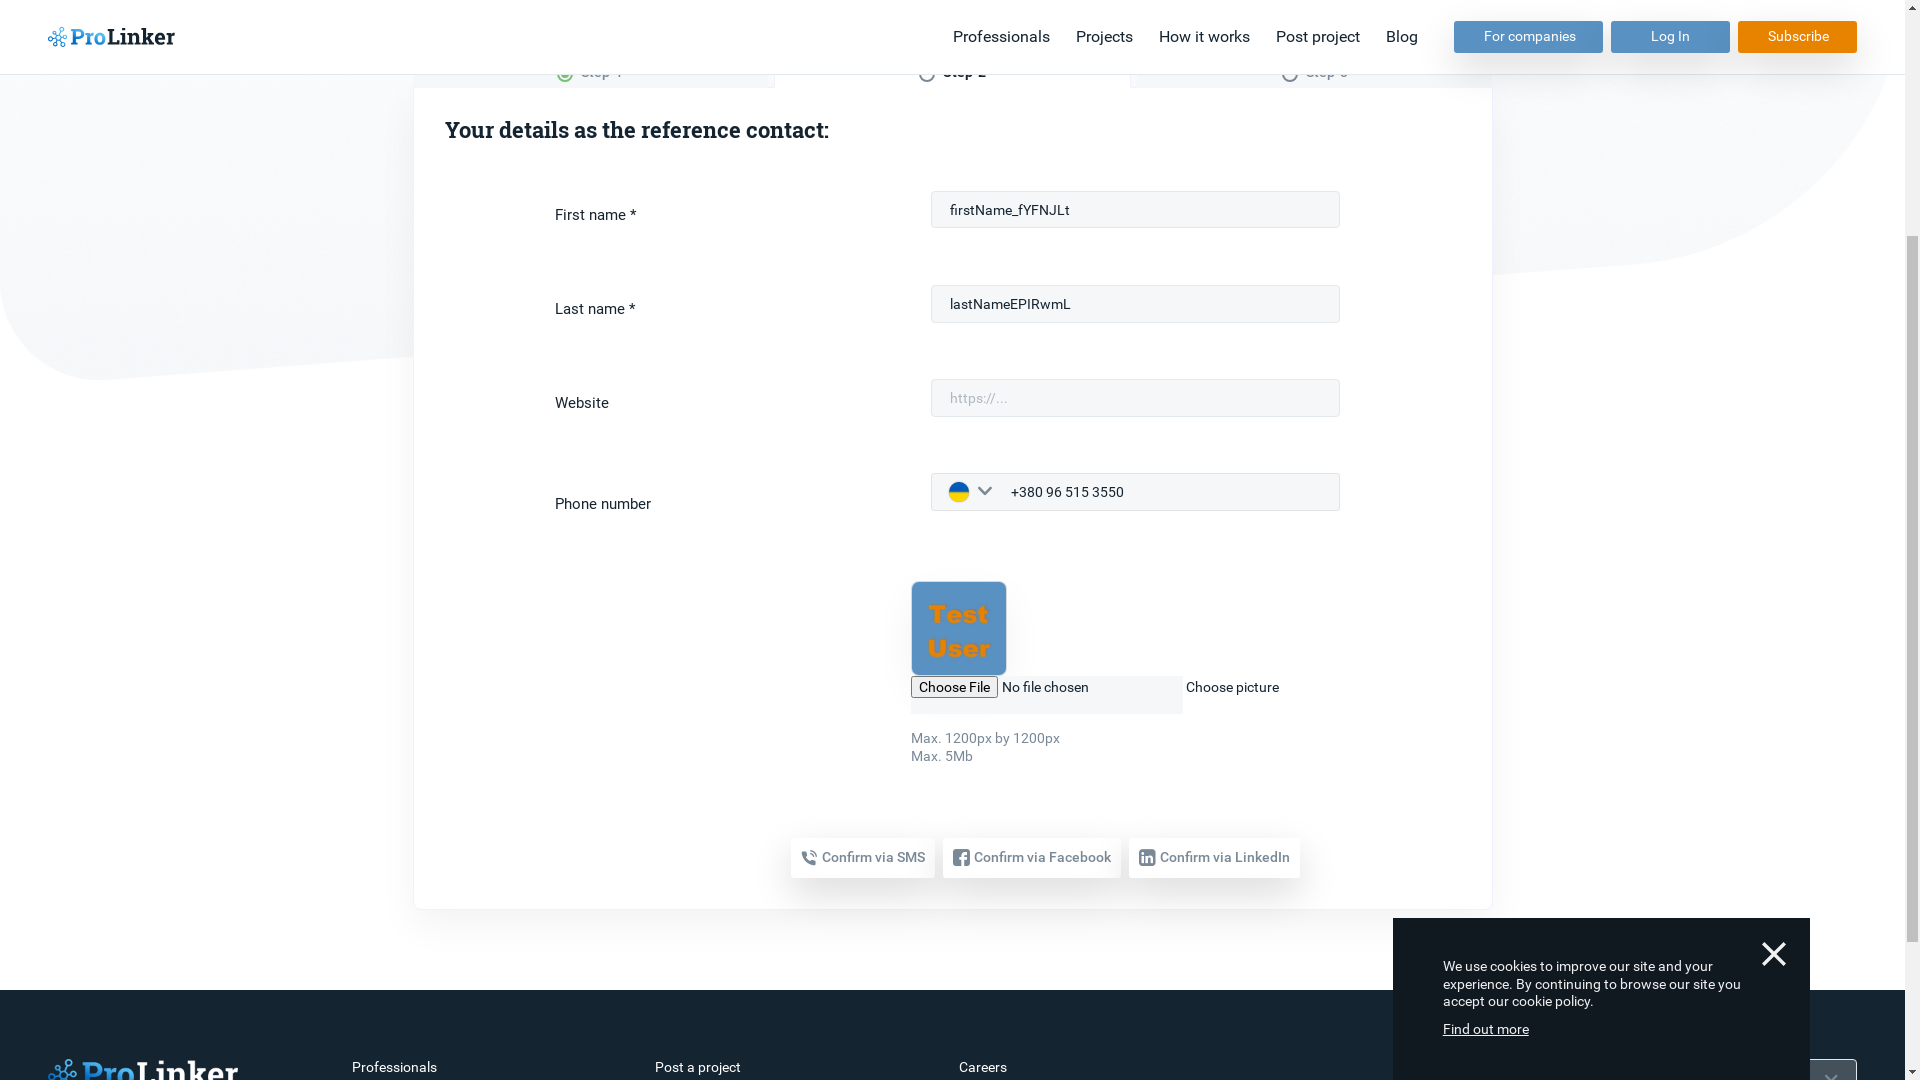 ProLinker
Professionals
Projects
How it works
Post project
Blog
For companies
Log In
Subscribe
Step 2
Your details as the reference contact:
First name *
firstName_fYFNJLt
Last name *
lastNameEPIRwmL
Website
https://...
Phone number
+380 96 515 3550
Test
User
Choose File No file chosen Choose picture
Max. 1200px by 1200px
Max. 5Mb
Confirm via SMS
Confirm via Facebook
Confirm via LinkedIn
We use cookies to improve our site and your
experience. By continuing to browse our site you
accept our cookie policy.
Find out more
ProLinker
Professionals
Post a project
Careers